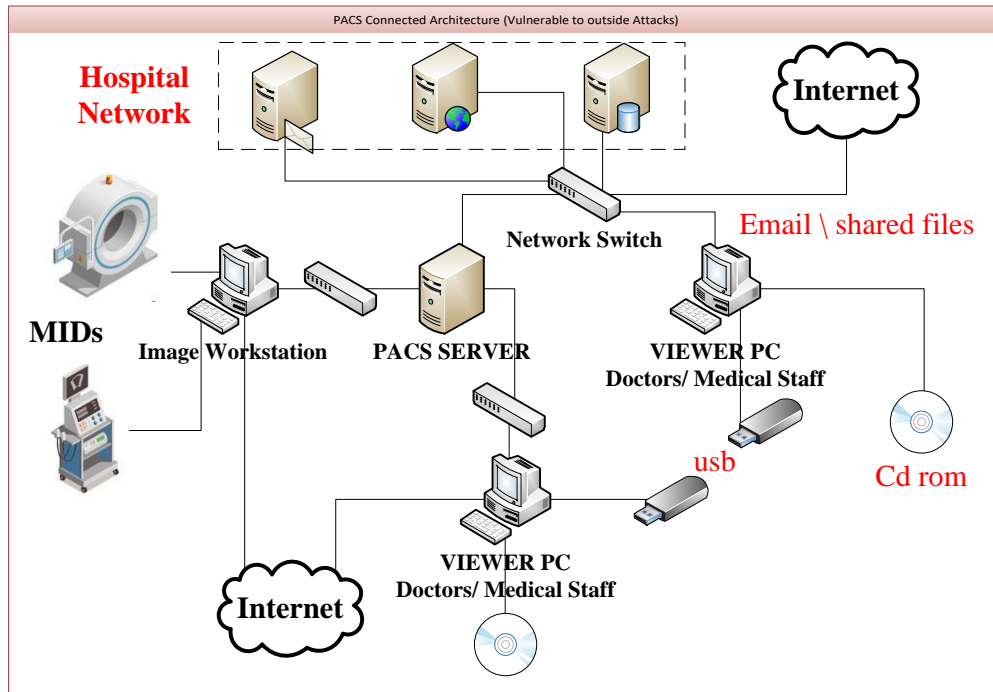 PACS Connected Architecture (Vulnerable to outside Attacks)
Hospital
Network
Internet
Email \ shared files
Network Switch
MIDs
Image Workstation
PACS SERVER
VIEWER PC
Doctors/ Medical Staff
usb
Cd rom
VIEWER PC
Doctors/ Medical Staff
Internet